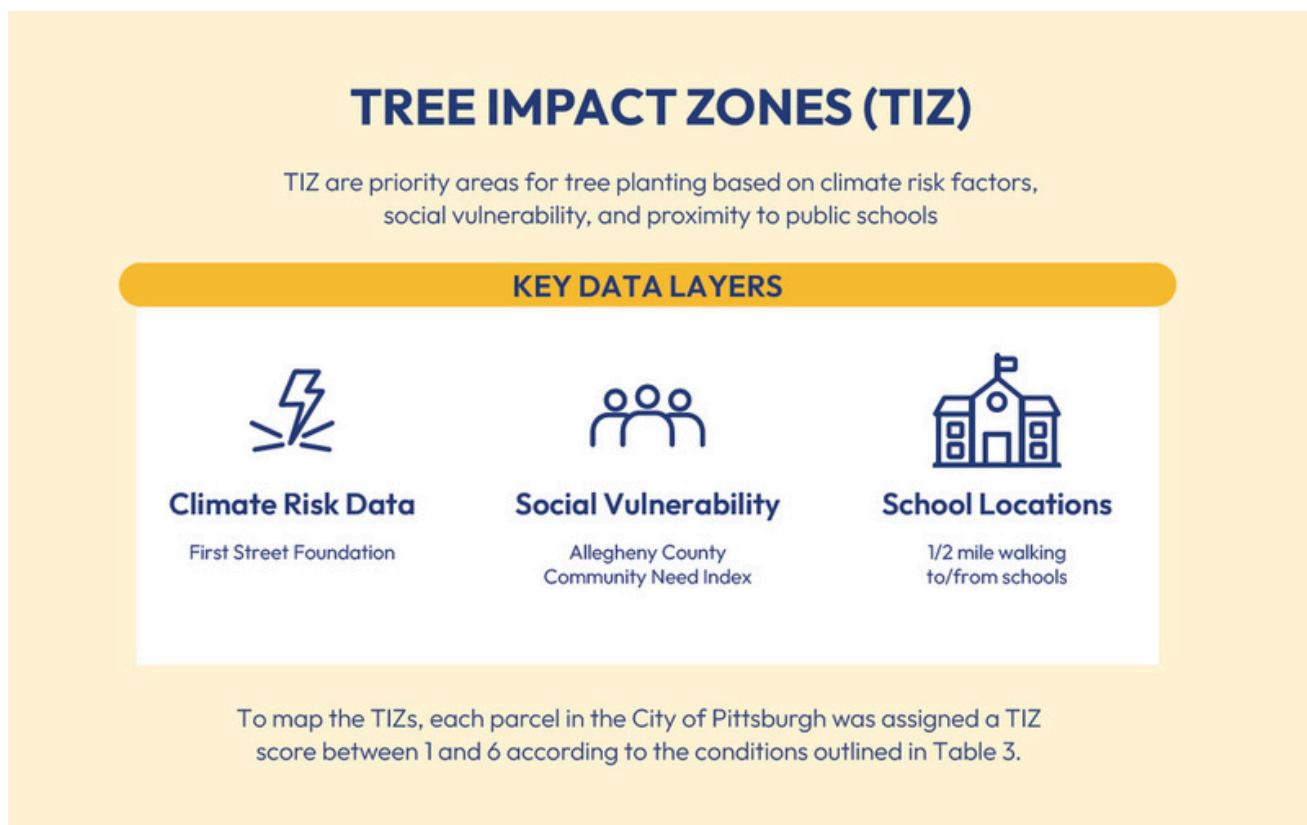 TREE IMPACT ZONES (TIZ)
TIZ are priority areas for tree planting based on climate risk factors,
social vulnerability, and proximity to public schools
KEY DATA LAYERS
Climate Risk Data
First Street Foundation
Social Vulnerability
Allegheny County
Community Need Index
School Locations
1/2 mile walking
to/from schools
To map the TIZs, each parcel in the City of Pittsburgh was assigned a TIZ
score between 1 and 6 according to the conditions outlined in Table 3.